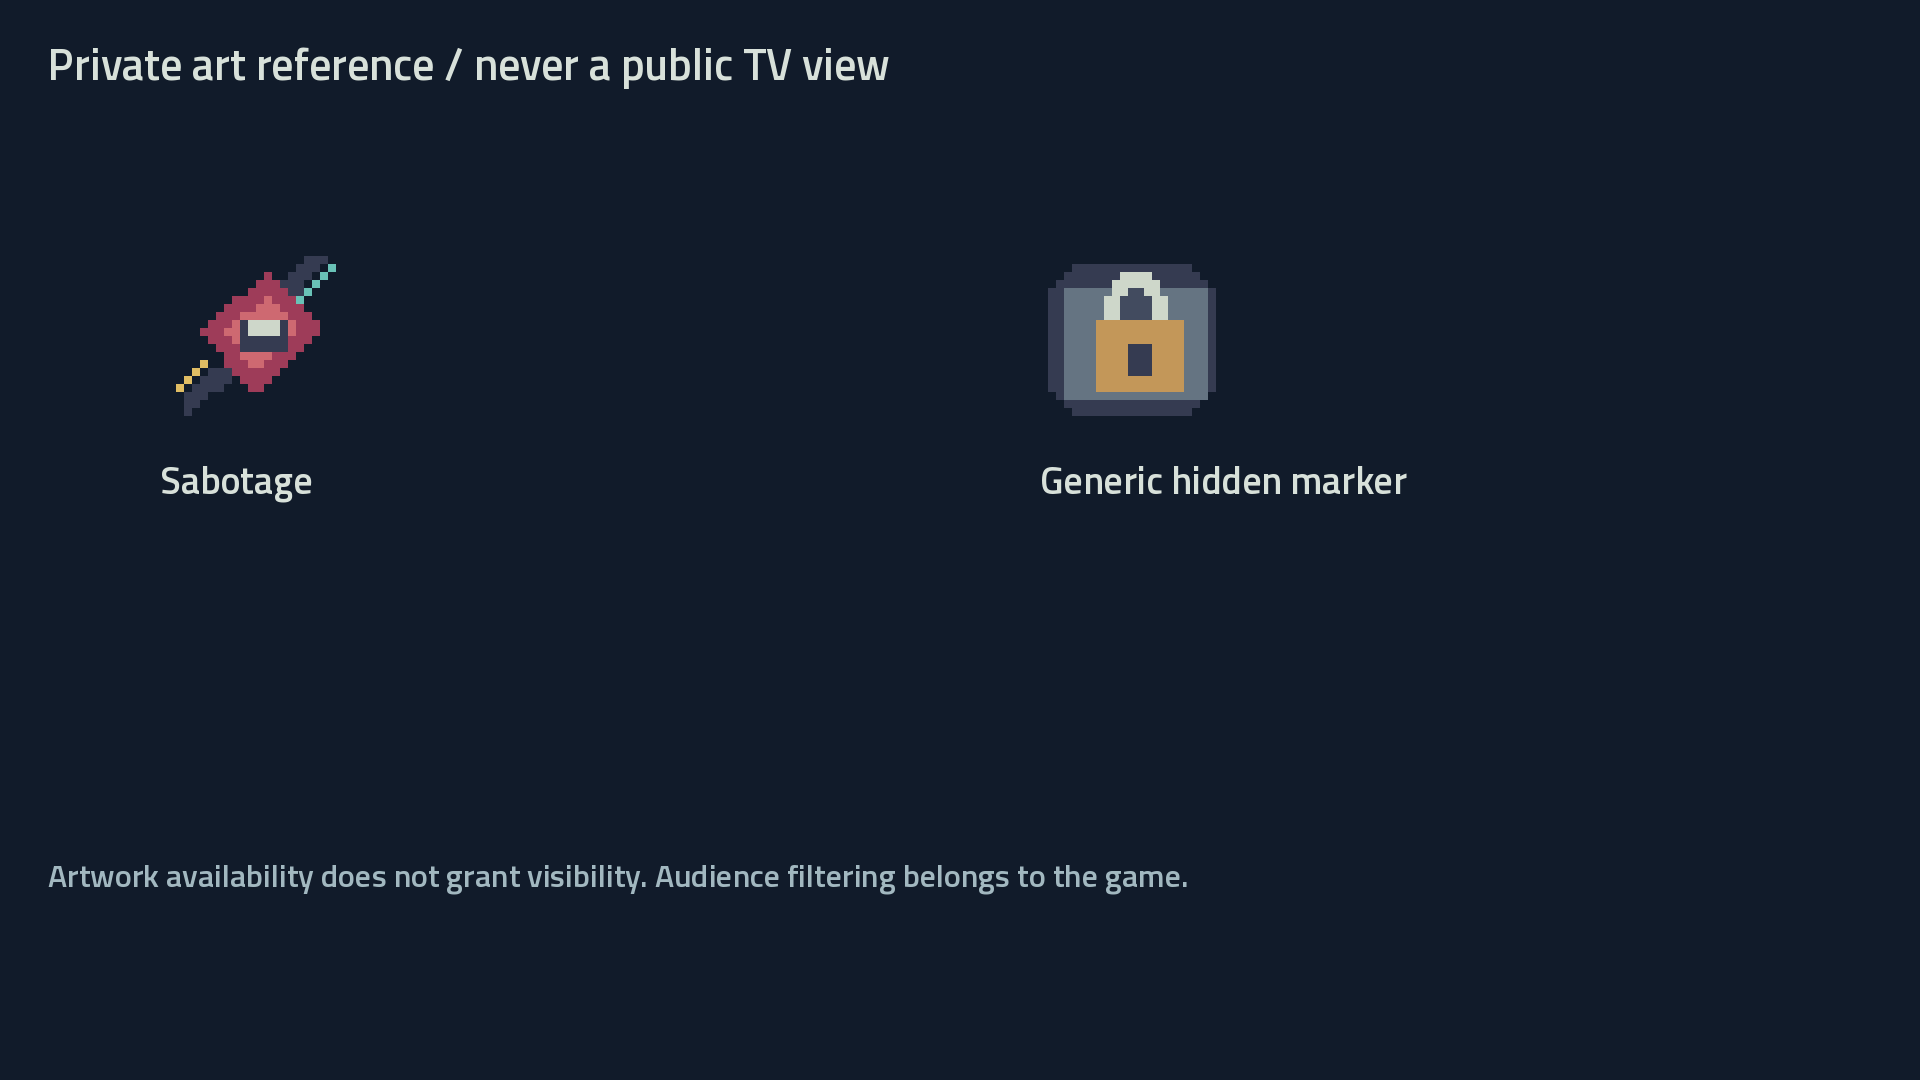 Private art reference / never a public TV view
Sabotage
Generic hidden marker
Artwork availability does not grant visibility. Audience filtering belongs to the game.